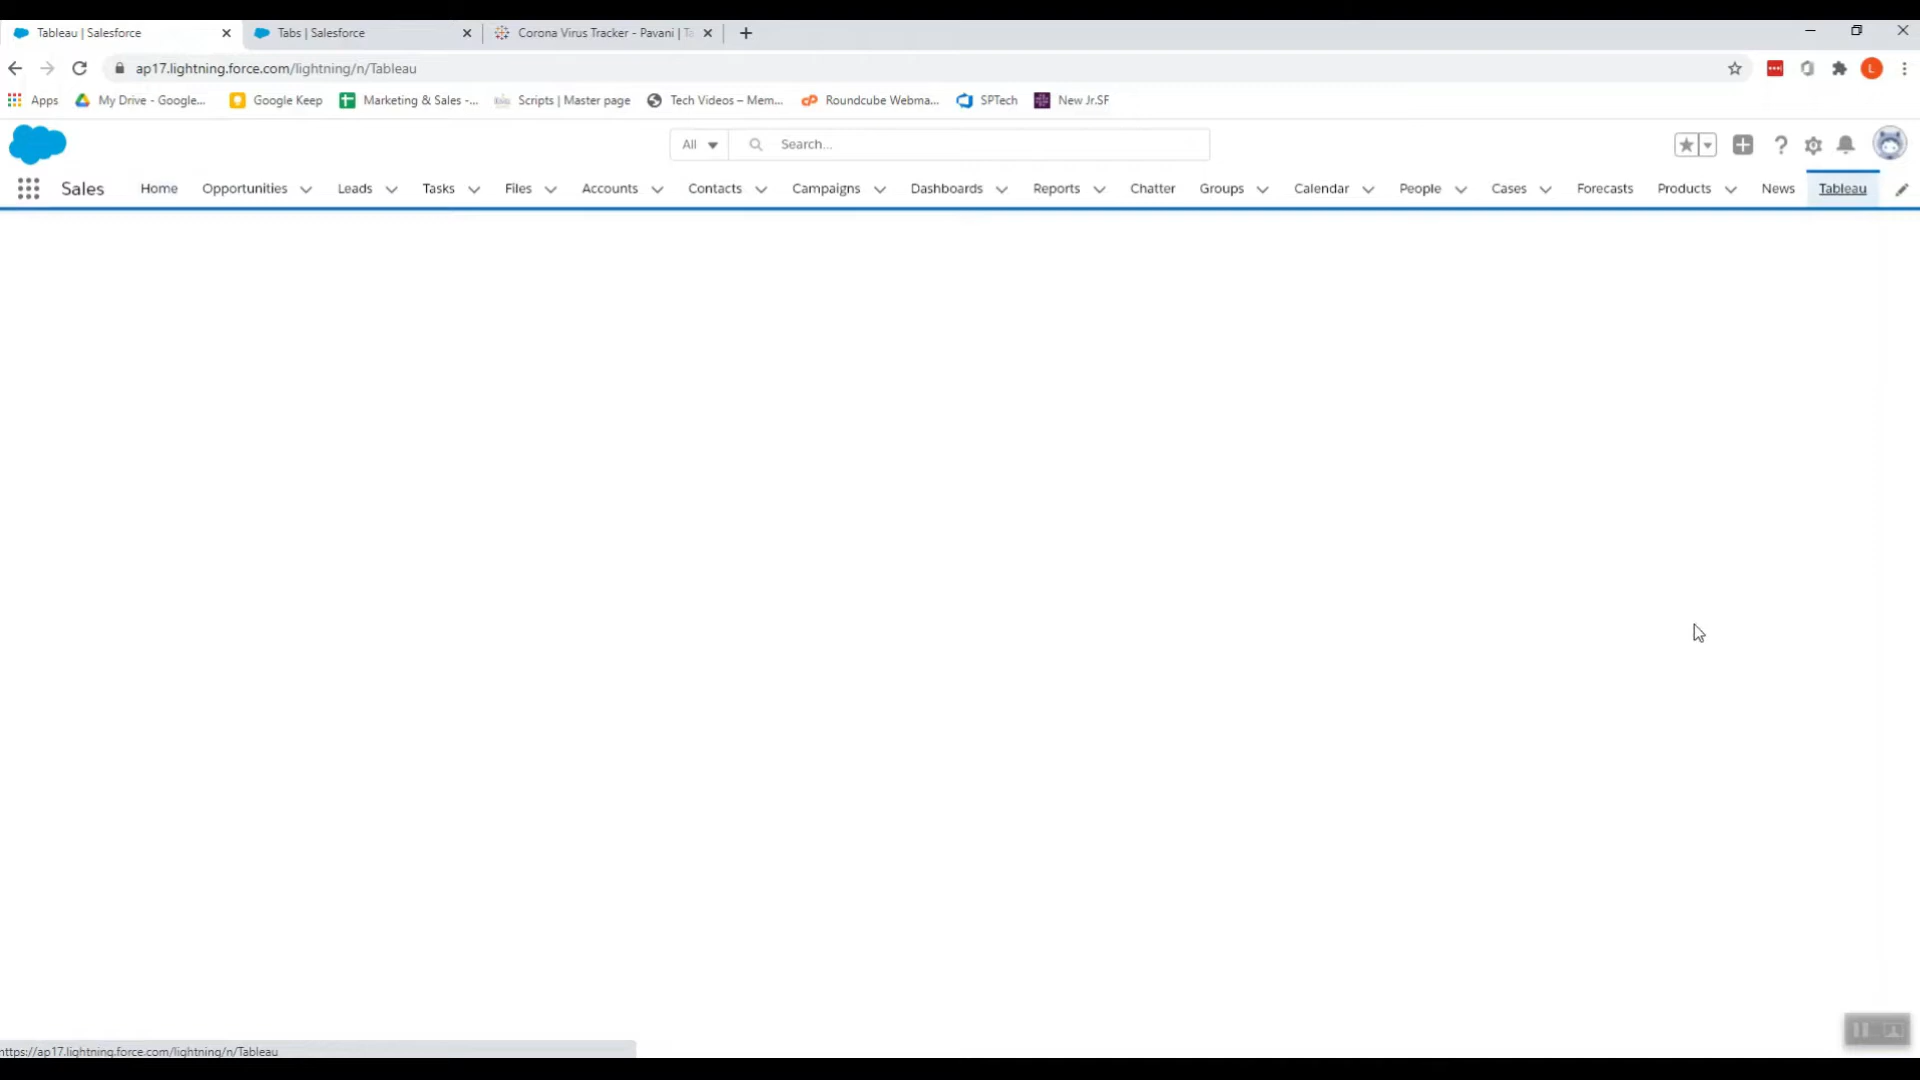 Tableau | Salesforce
Tabs | Salesforce
Corona Virus Tracker - Pavani | Ta
ap17.lightning.force.com/lightning/n/Tableau
L
Apps
My Drive - Google...
Google Keep
Marketing & Sales -...
Scripts | Master page
Tech Videos – Mem...
Roundcube Webma...
SPTech
New Jr.SF
All
Search...
Sales
Home
Opportunities
Leads
Tasks
Files
Accounts
Contacts
Campaigns
Dashboards
Reports
Chatter
Groups
Calendar
People
Cases
Forecasts
Products
News
Tableau
https://ap17.lightning.force.com/lightning/n/Tableau